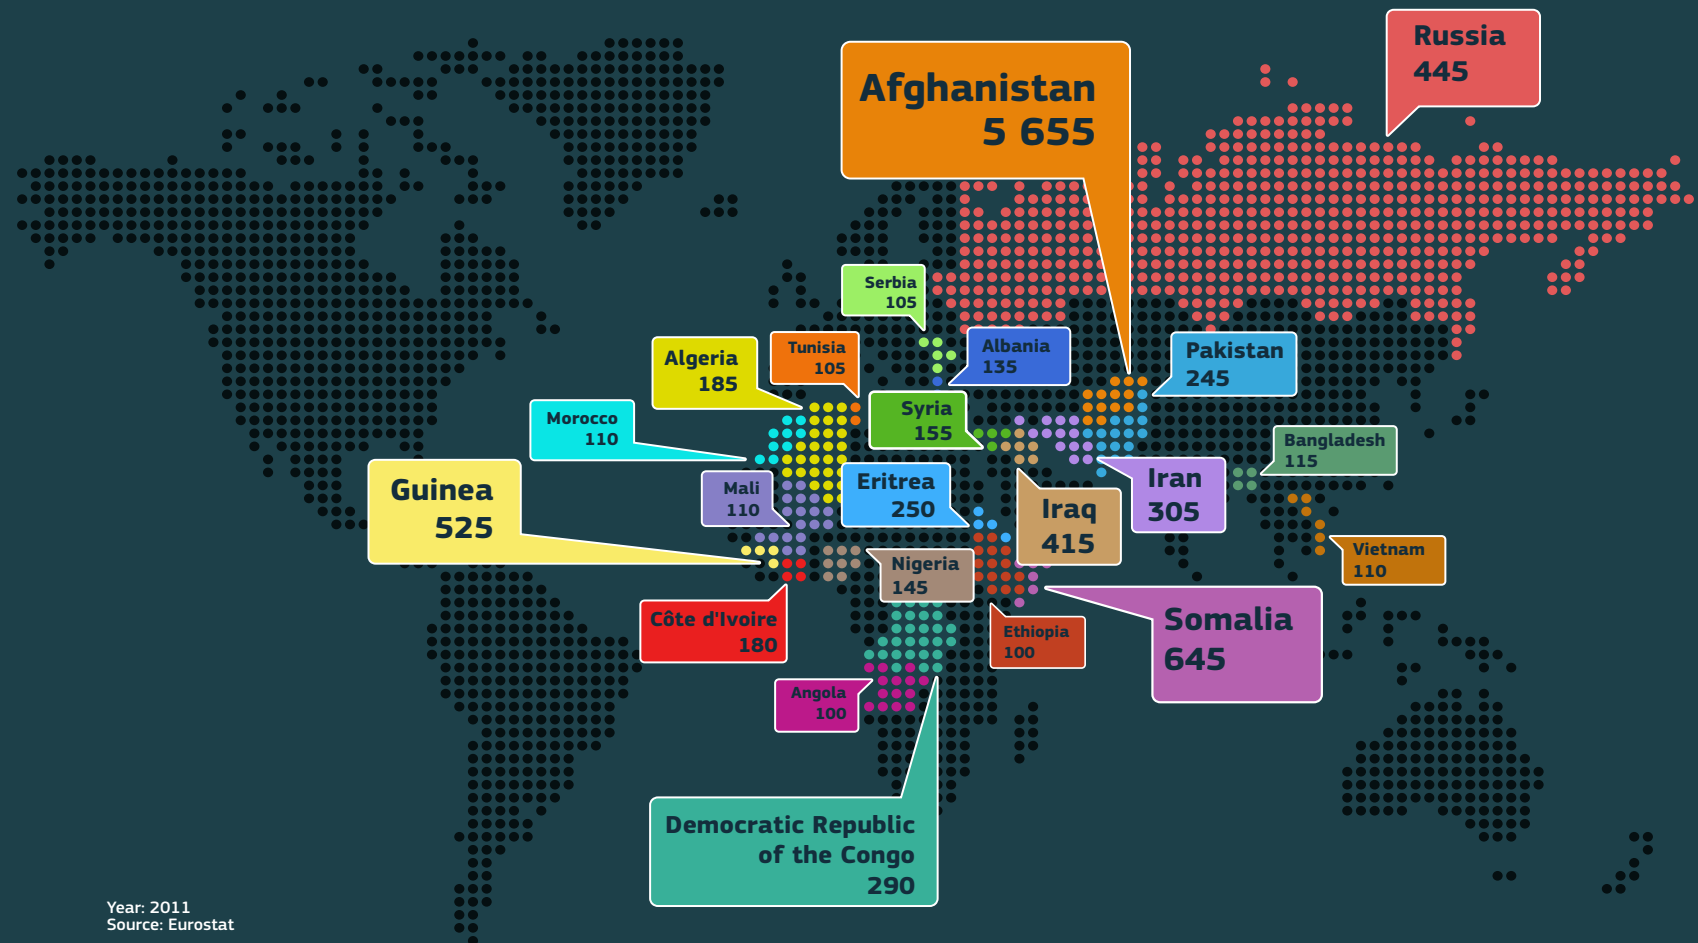 Russia
445
Afghanistan
5 655
Serbia
105
Albania
135
Tunisia
105
Algeria
185
Pakistan
245
Syria
155
Morocco
110
Bangladesh
115
Guinea
525
Mali
110
Eritrea
250
Iran
305
Iraq
415
Vietnam
110
Nigeria
145
Somalia
645
Côte d'Ivoire
180
Ethiopia
100
Angola
100
Democratic Republic
of the Congo
290
Year: 2011
Source: Eurostat